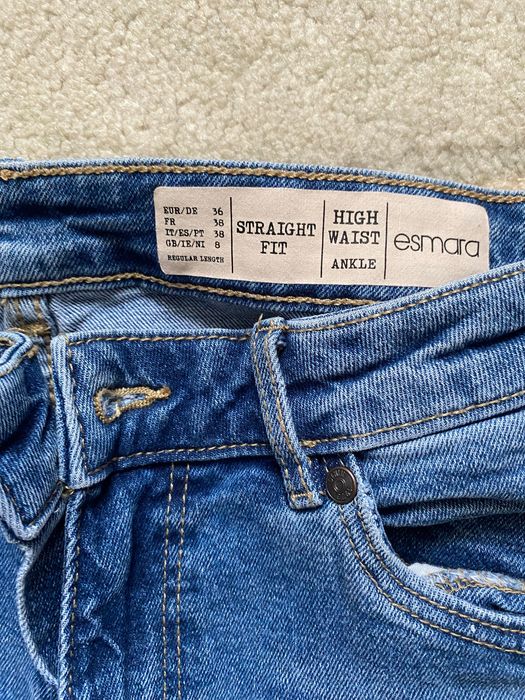 EUR/DE 36
FR 38
IT/ES/PT 38
GB/IE/NI 8
REGULAR LENGTH
STRAIGHT
FIT
HIGH
WAIST
ANKLE
esmara